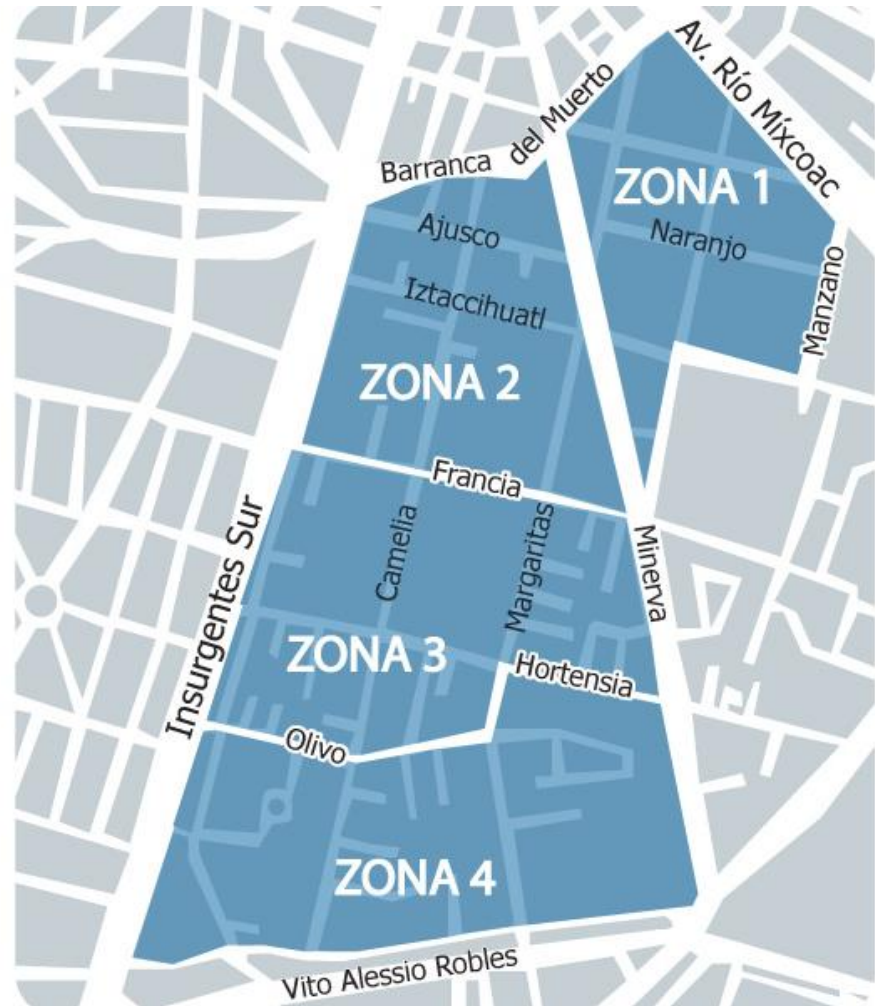 Av. Río Míxcoac
Barranca del Muerto
ZONA 1
Ajusco
Naranjo
Iztaccihuatl
Manzano
ZONA 2
Francia
Insurgentes Sur
Camelia
Margaritas
Minerva
ZONA 3
Hortensia
Olivo
ZONA 4
Vito Alessio Robles